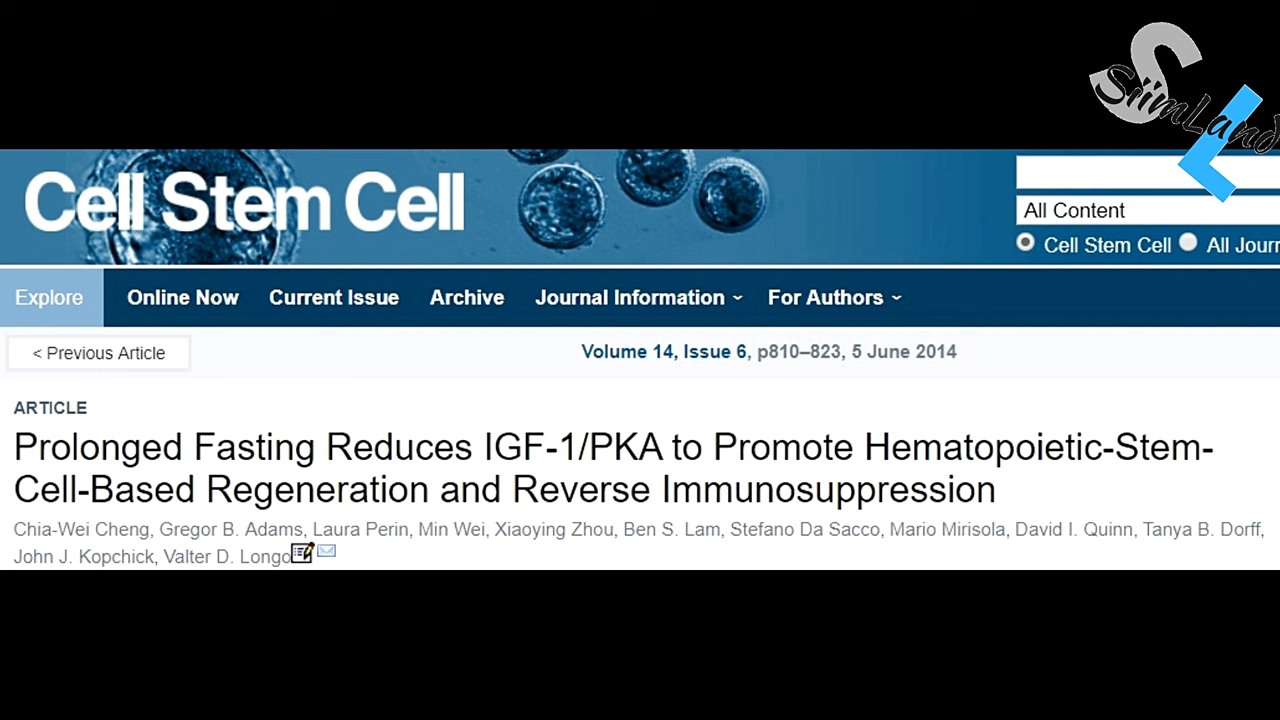 SiimLand
Cell Stem Cell
All Content
Cell Stem Cell All Jour
Explore Online Now Current Issue Archive Journal Information For Authors
< Previous Article
Volume 14, Issue 6, p810–823, 5 June 2014
ARTICLE
Prolonged Fasting Reduces IGF-1/PKA to Promote Hematopoietic-Stem-
Cell-Based Regeneration and Reverse Immunosuppression
Chia-Wei Cheng, Gregor B. Adams, Laura Perin, Min Wei, Xiaoying Zhou, Ben S. Lam, Stefano Da Sacco, Mario Mirisola, David I. Quinn, Tanya B. Dorff,
John J. Kopchick, Valter D. Longo